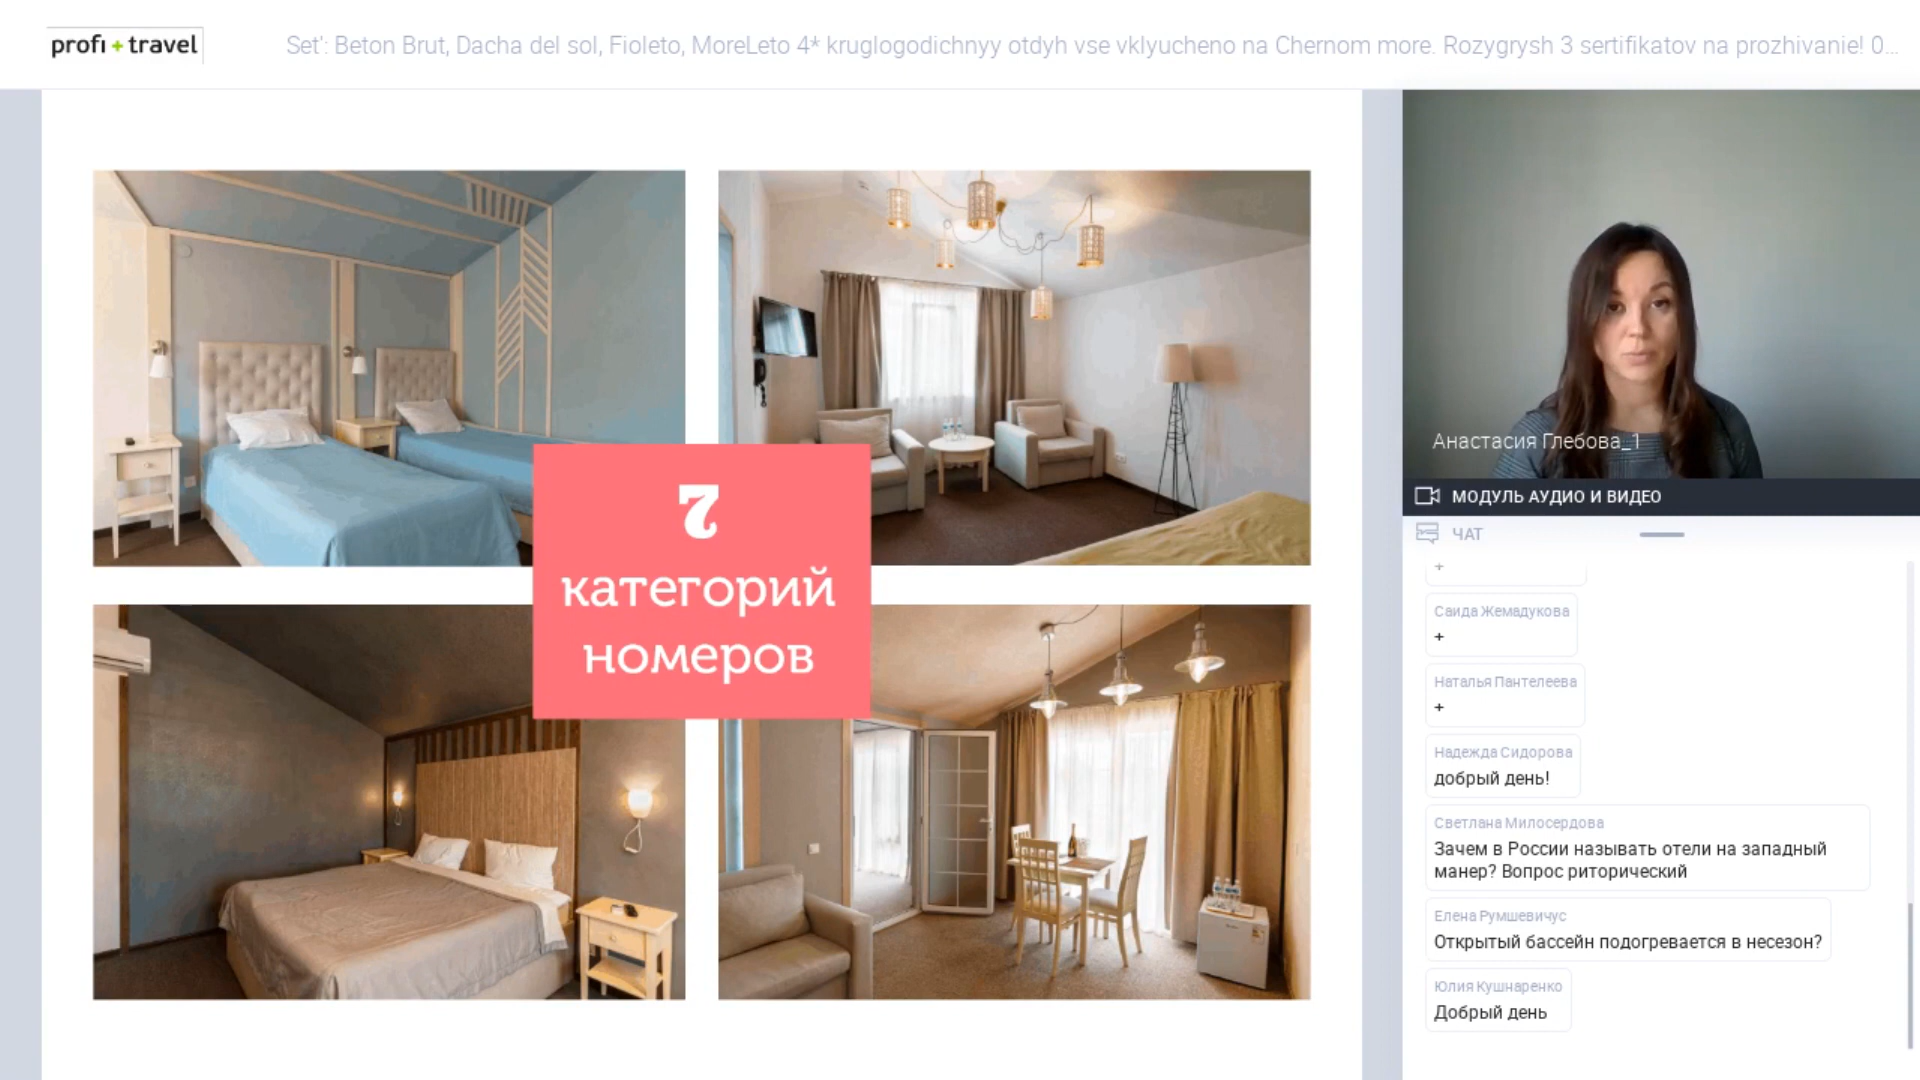 profi + travel
Set': Beton Brut, Dacha del sol, Fioleto, MoreLeto 4* kruglogodichnyy otdyh vse vklyucheno na Chernom more. Rozygrysh 3 sertifikatov na prozhivanie! 0...
7
категорий
номеров
Анастасия Глебова_1
МОДУЛЬ АУДИО И ВИДЕО
ЧАТ
+
Саида Жемадукова
+
Наталья Пантелеева
+
Надежда Сидорова
добрый день!
Светлана Милосердова
Зачем в России называть отели на западный
манер? Вопрос риторический
Елена Румшевичус
Открытый бассейн подогревается в несезон?
Юлия Кушнаренко
Добрый день